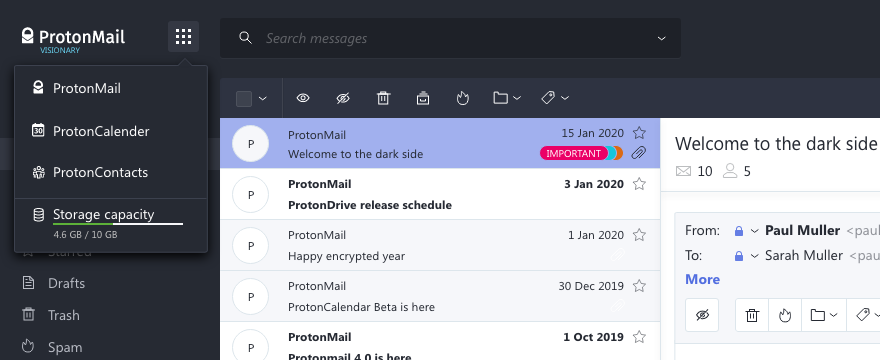 ProtonMail
VISIONARY
Search messages
ProtonMail
30
ProtonCalender
ProtonContacts
Storage capacity
4.6 GB / 10 GB
Starred
Drafts
Trash
Spam
P
ProtonMail
15 Jan 2020
Welcome to the dark side
IMPORTANT
P
ProtonMail
3 Jan 2020
ProtonDrive release schedule
P
ProtonMail
1 Jan 2020
Happy encrypted year
P
ProtonMail
30 Dec 2019
ProtonCalendar Beta is here
P
ProtonMail
1 Oct 2019
Protonmail 4.0 is here
Welcome to the dark side
10 5
From: Paul Muller <pau
To: Sarah Muller <pau
More